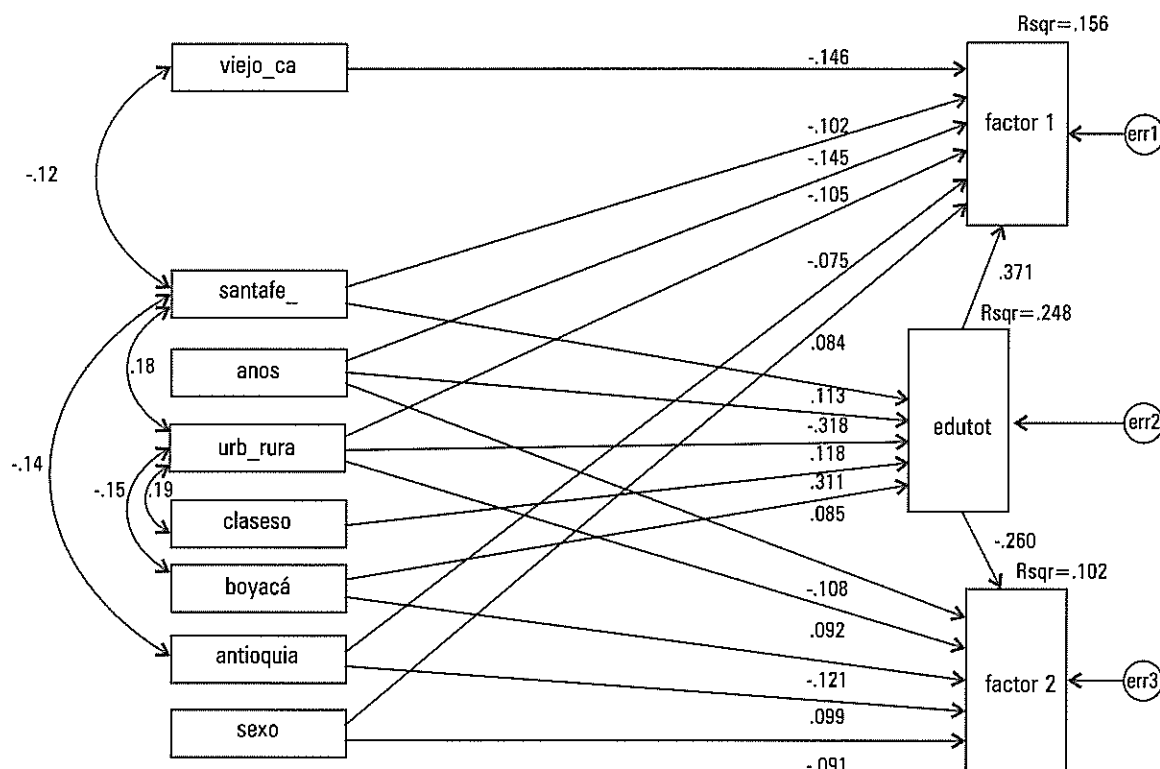 Rsqr=.156
viejo_ca
-.146
factor 1
err1
-.102
-.145
-.12
-.105
-.075
santafe_
.371
Rsqr=.248
.18
anos
.084
.113
-.318
edutot
err2
urb_rura
.118
-.14
-.15
.19
.311
claseso
.085
-.260
boyacá
Rsqr=.102
-.108
.092
antioquia
-.121
factor 2
err3
sexo
.099
-.091